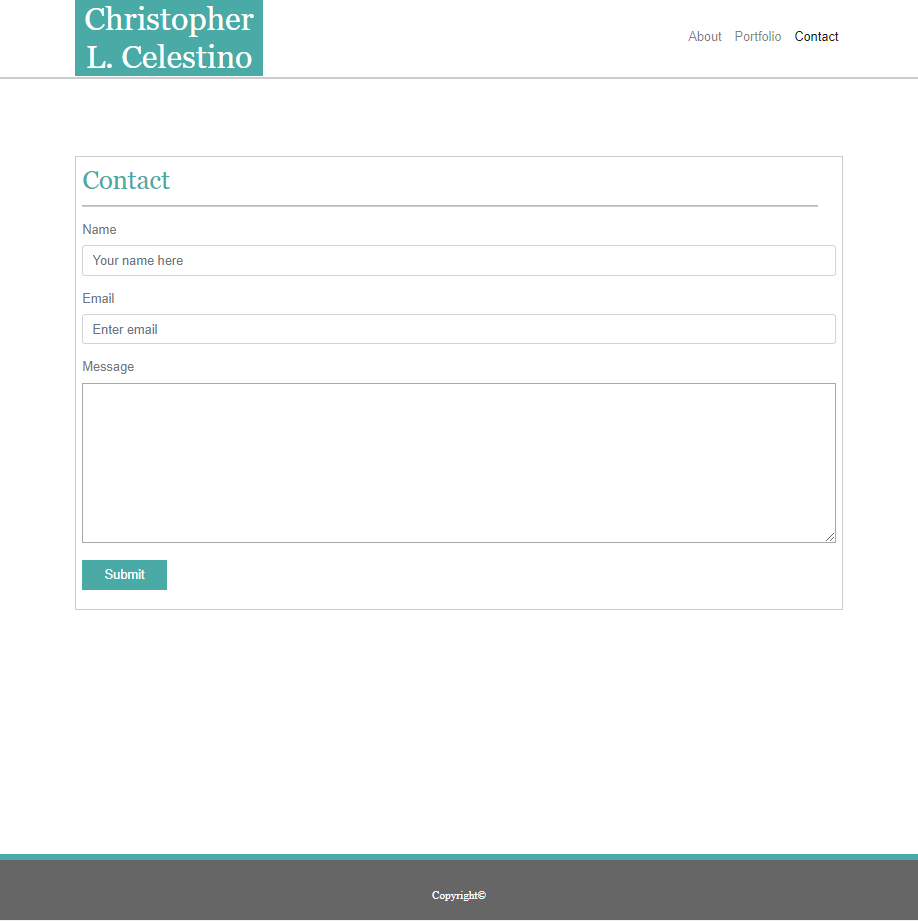 Christopher
L. Celestino
About Portfolio Contact
Contact
Name
Your name here
Email
Enter email
Message
Submit
Copyright©